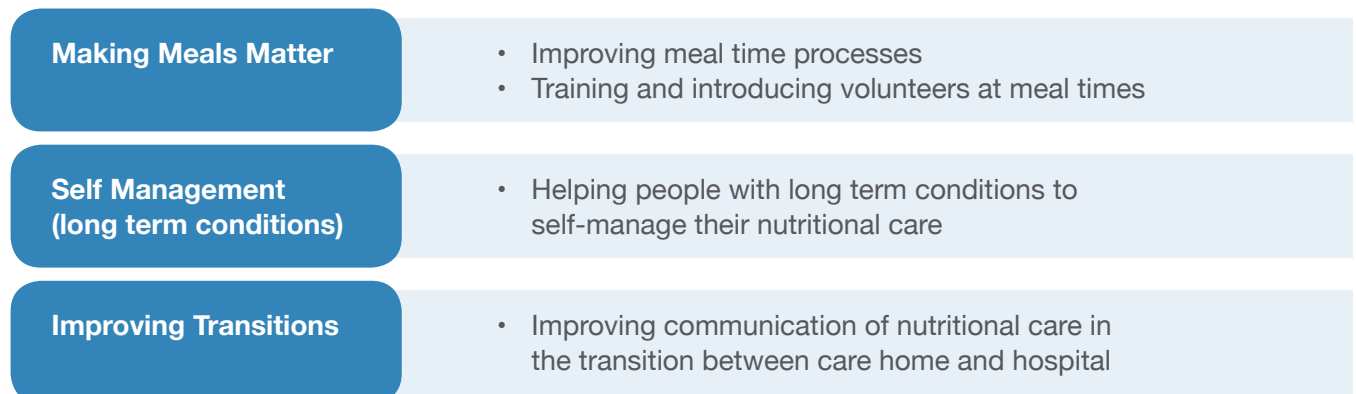 Making Meals Matter
• Improving meal time processes
• Training and introducing volunteers at meal times
Self Management
(long term conditions)
• Helping people with long term conditions to
self-manage their nutritional care
Improving Transitions
• Improving communication of nutritional care in
the transition between care home and hospital